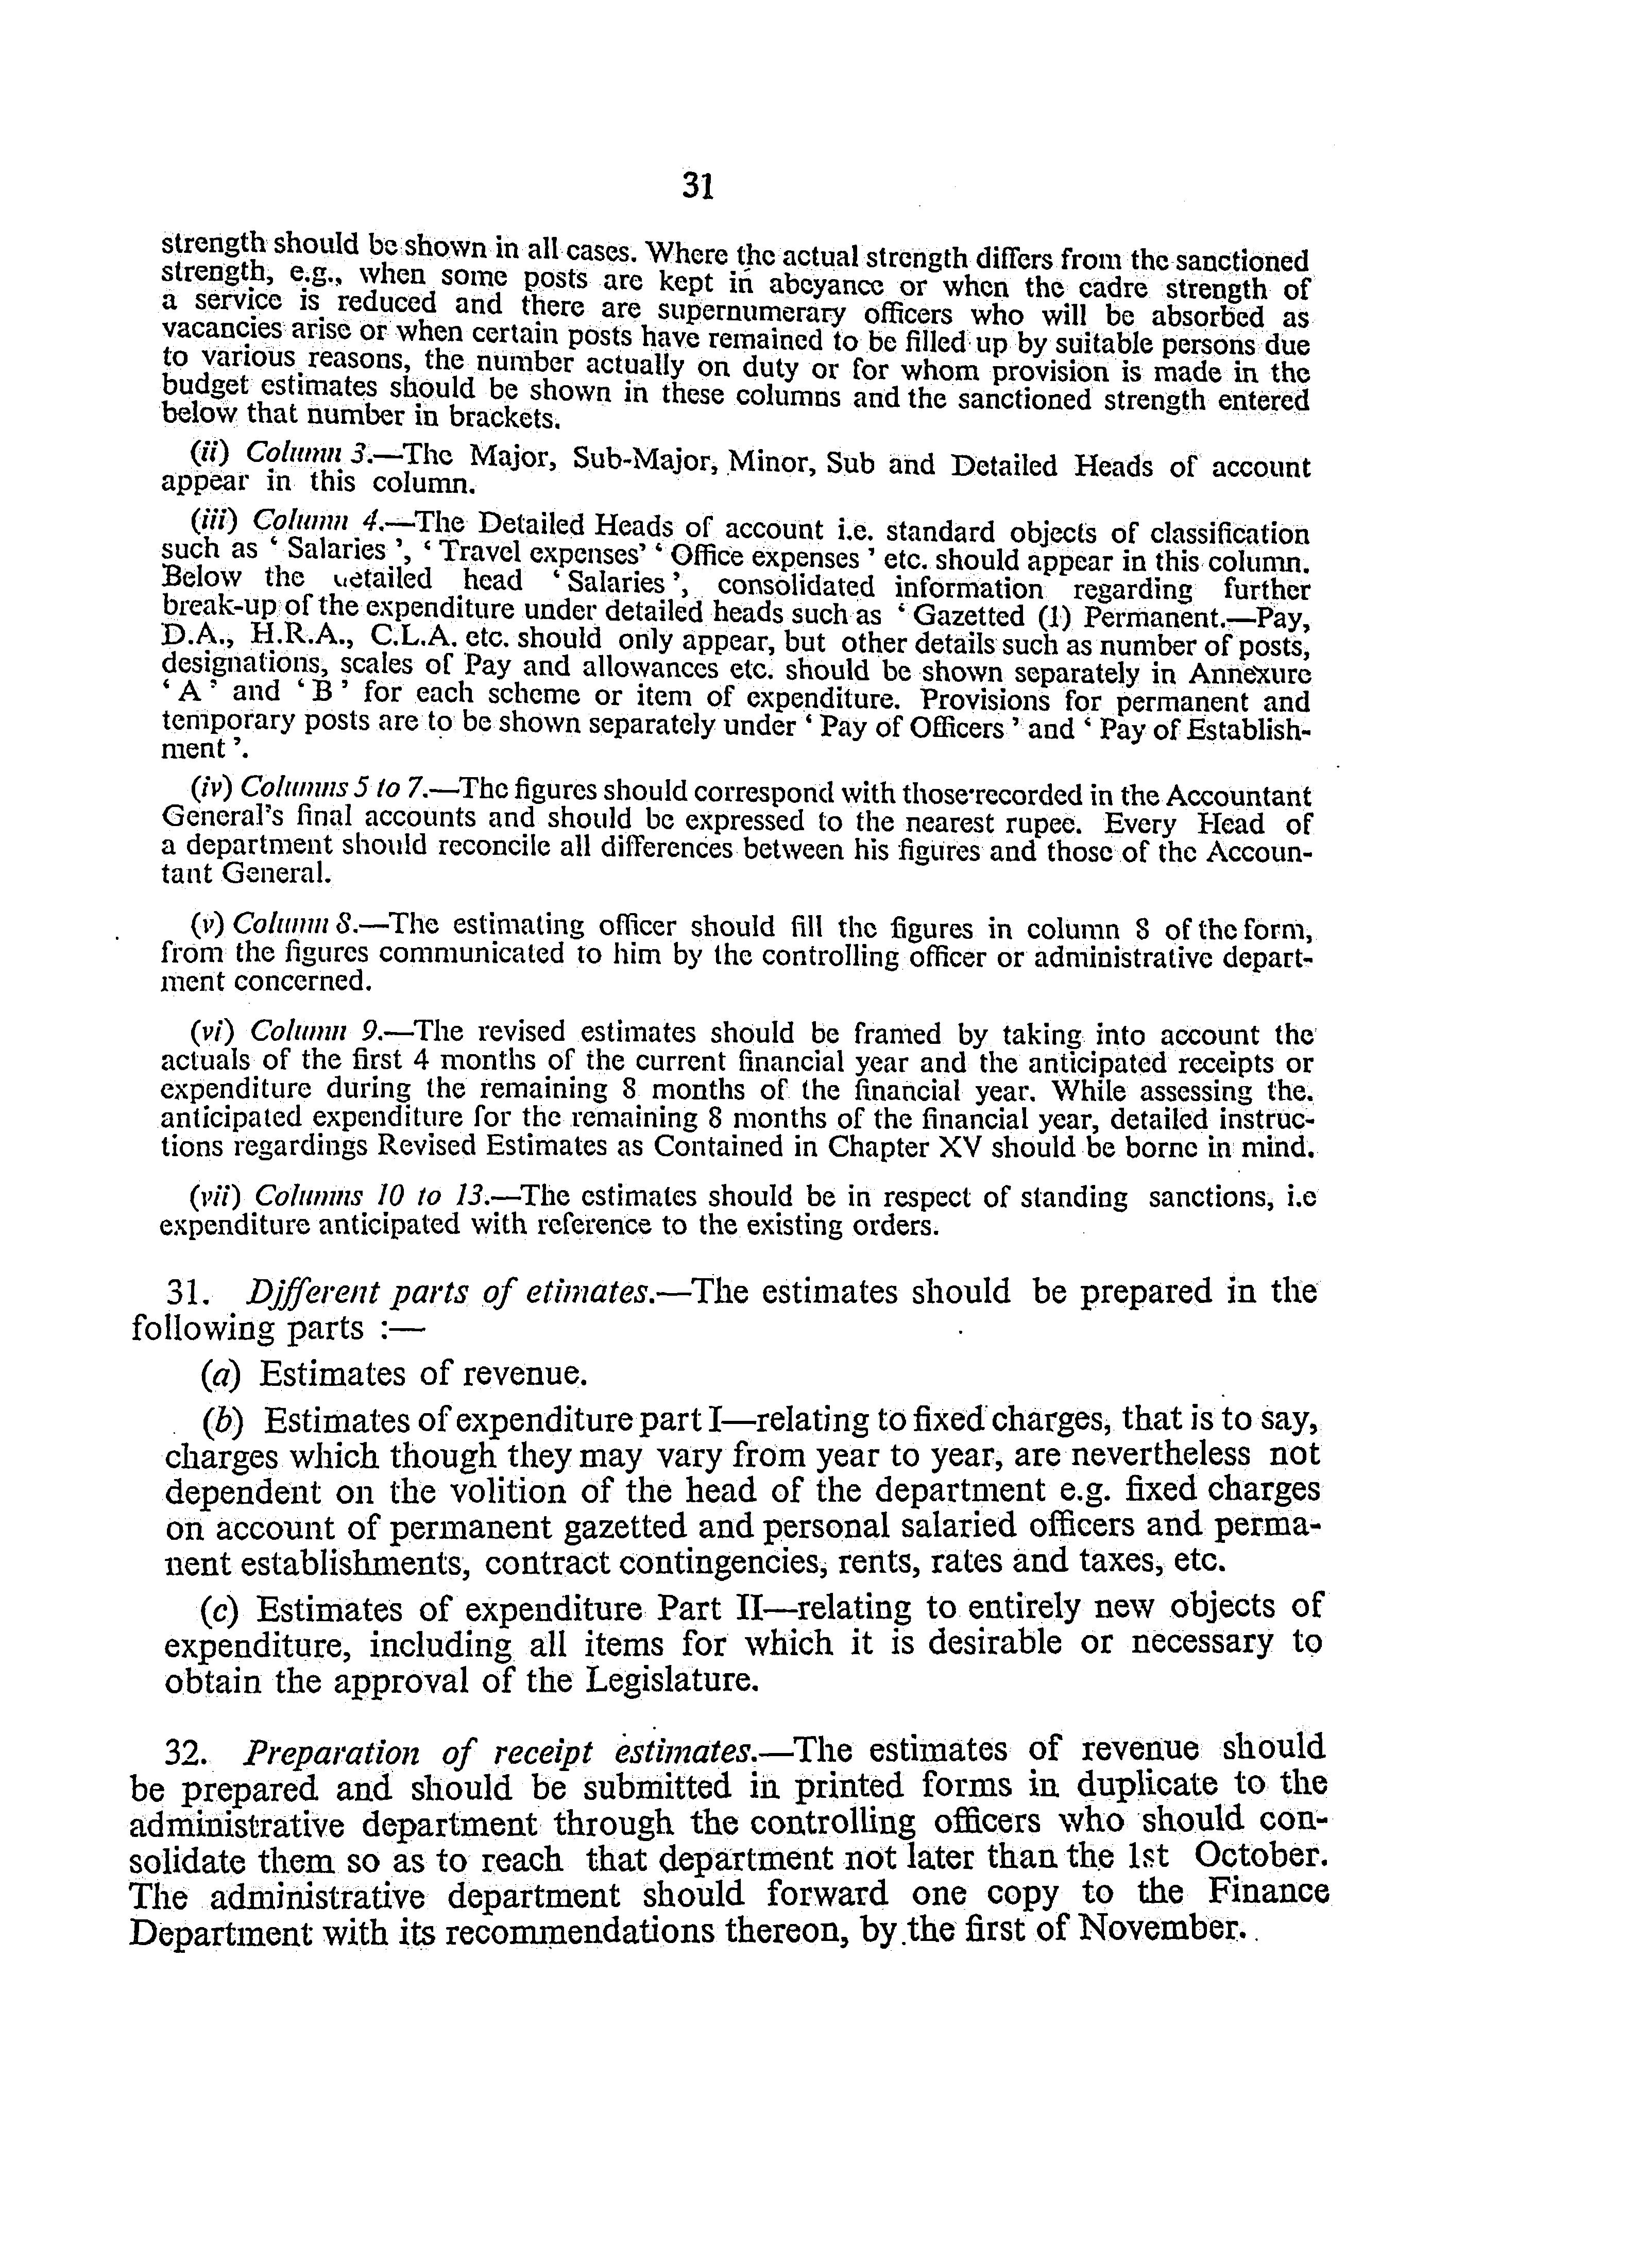 31
strength should be shown in all cases. Where the actual strength differs from the sanctioned
strength, e.g., when some posts are kept in abeyance or when the cadre strength of
a service is reduced and there are supernumerary officers who will be absorbed as
vacancies arise or when certain posts have remained to be filled up by suitable persons due
to various reasons, the number actually on duty or for whom provision is made in the
budget estimates should be shown in these columns and the sanctioned strength entered
below that number in brackets.
(ii) Column 3.—The Major, Sub-Major, Minor, Sub and Detailed Heads of account
appear in this column.
(iii) Column 4.—The Detailed Heads of account i.e. standard objects of classification
such as ‘ Salaries ’, ‘ Travel expenses’ ‘ Office expenses ’ etc. should appear in this column.
Below the detailed head ‘ Salaries ’, consolidated information regarding further
break-up of the expenditure under detailed heads such as ‘ Gazetted (1) Permanent.—Pay,
D.A., H.R.A., C.L.A. etc. should only appear, but other details such as number of posts,
designations, scales of Pay and allowances etc. should be shown separately in Annexure
‘ A ’ and ‘ B ’ for each scheme or item of expenditure. Provisions for permanent and
temporary posts are to be shown separately under ‘ Pay of Officers ’ and ‘ Pay of Establish-
ment ’.
(iv) Columns 5 to 7.—The figures should correspond with those recorded in the Accountant
General’s final accounts and should be expressed to the nearest rupee. Every Head of
a department should reconcile all differences between his figures and those of the Accoun-
tant General.
(v) Column 8.—The estimating officer should fill the figures in column 8 of the form,
from the figures communicated to him by the controlling officer or administrative depart-
ment concerned.
(vi) Column 9.—The revised estimates should be framed by taking into account the
actuals of the first 4 months of the current financial year and the anticipated receipts or
expenditure during the remaining 8 months of the financial year. While assessing the.
anticipated expenditure for the remaining 8 months of the financial year, detailed instruc-
tions regardings Revised Estimates as Contained in Chapter XV should be borne in mind.
(vii) Columns 10 to 13.—The estimates should be in respect of standing sanctions, i.e
expenditure anticipated with reference to the existing orders.
31. Djfferent parts of etimates.—The estimates should be prepared in the
following parts :—
(a) Estimates of revenue.
(b) Estimates of expenditure part I—relating to fixed charges, that is to say,
charges which though they may vary from year to year, are nevertheless not
dependent on the volition of the head of the department e.g. fixed charges
on account of permanent gazetted and personal salaried officers and perma-
nent establishments, contract contingencies, rents, rates and taxes, etc.
(c) Estimates of expenditure Part II—relating to entirely new objects of
expenditure, including all items for which it is desirable or necessary to
obtain the approval of the Legislature.
32. Preparation of receipt estimates.—The estimates of revenue should
be prepared and should be submitted in printed forms in duplicate to the
administrative department through the controlling officers who should con-
solidate them so as to reach that department not later than the 1st October.
The administrative department should forward one copy to the Finance
Department with its recommendations thereon, by the first of November.